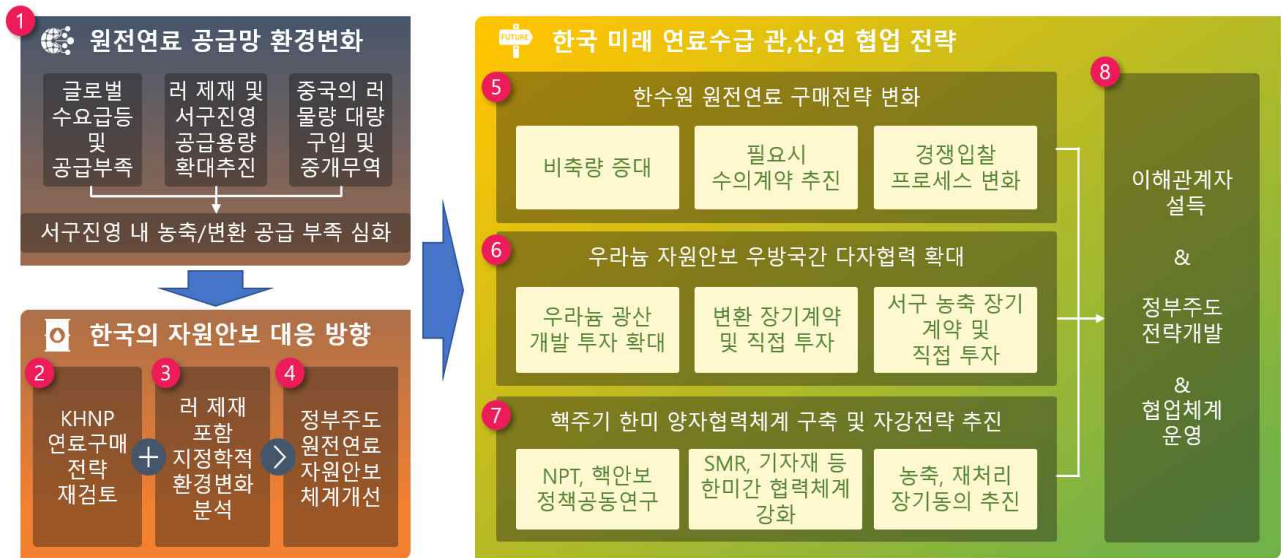 1
원전연료 공급망 환경변화
글로벌
수요급등
및
공급부족
러 제재 및
서구진영
공급용량
확대추진
중국의 러
물량 대량
구입 및
중개무역
서구진영 내 농축/변환 공급 부족 심화
한국의 자원안보 대응 방향
2
KHNP
연료구매
전략
재검토
+
3
러 제재
포함
지정학적
환경변화
분석
>
4
정부주도
원전연료
자원안보
체계개선
FUTURE
한국 미래 연료수급 관,산,연 협업 전략
5
한수원 원전연료 구매전략 변화
비축량 증대
필요시
수의계약 추진
경쟁입찰
프로세스 변화
6
우라늄 자원안보 우방국간 다자협력 확대
우라늄 광산
개발 투자 확대
변환 장기계약
및 직접 투자
서구 농축 장기
계약 및
직접 투자
7
핵주기 한미 양자협력체계 구축 및 자강전략 추진
NPT, 핵안보
정책공동연구
SMR, 기자재 등
한미간 협력체계
강화
농축, 재처리
장기동의 추진
8
이해관계자
설득
&
정부주도
전략개발
&
협업체계
운영